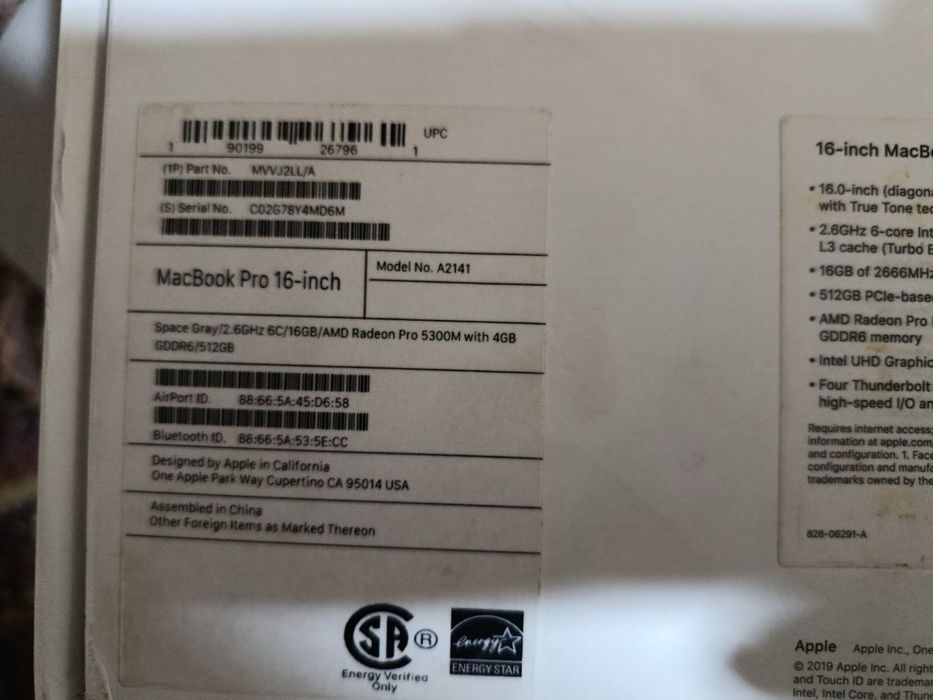 UPC
1 90199 26796 1
(1P) Part No. MVVJ2LL/A
(S) Serial No. C02G78Y4MD6M
MacBook Pro 16-inch
Model No. A2141
Space Gray/2.6GHz 6C/16GB/AMD Radeon Pro 5300M with 4GB
GDDR6/512GB
AirPort ID. 88:66:5A:45:D6:58
Bluetooth ID. 88:66:5A:53:5E:CC
Designed by Apple in California
One Apple Park Way Cupertino CA 95014 USA
Assembled in China
Other Foreign Items as Marked Thereon
SA ®
Energy Verified
Only
energy
ENERGY STAR
16-inch MacB
• 16.0-inch (diagona
with True Tone tec
• 2.6GHz 6-core Int
L3 cache (Turbo B
• 16GB of 2666MHz
• 512GB PCIe-base
• AMD Radeon Pro
GDDR6 memory
• Intel UHD Graphic
• Four Thunderbolt
high-speed I/O an
Requires internet access;
information at apple.com
and configuration. 1. Face
configuration and manufa
trademarks owned by the
826-06291-A
Apple Apple Inc., One
© 2019 Apple Inc. All right
and Touch ID are tradema
Intel, Intel Core, and Thun